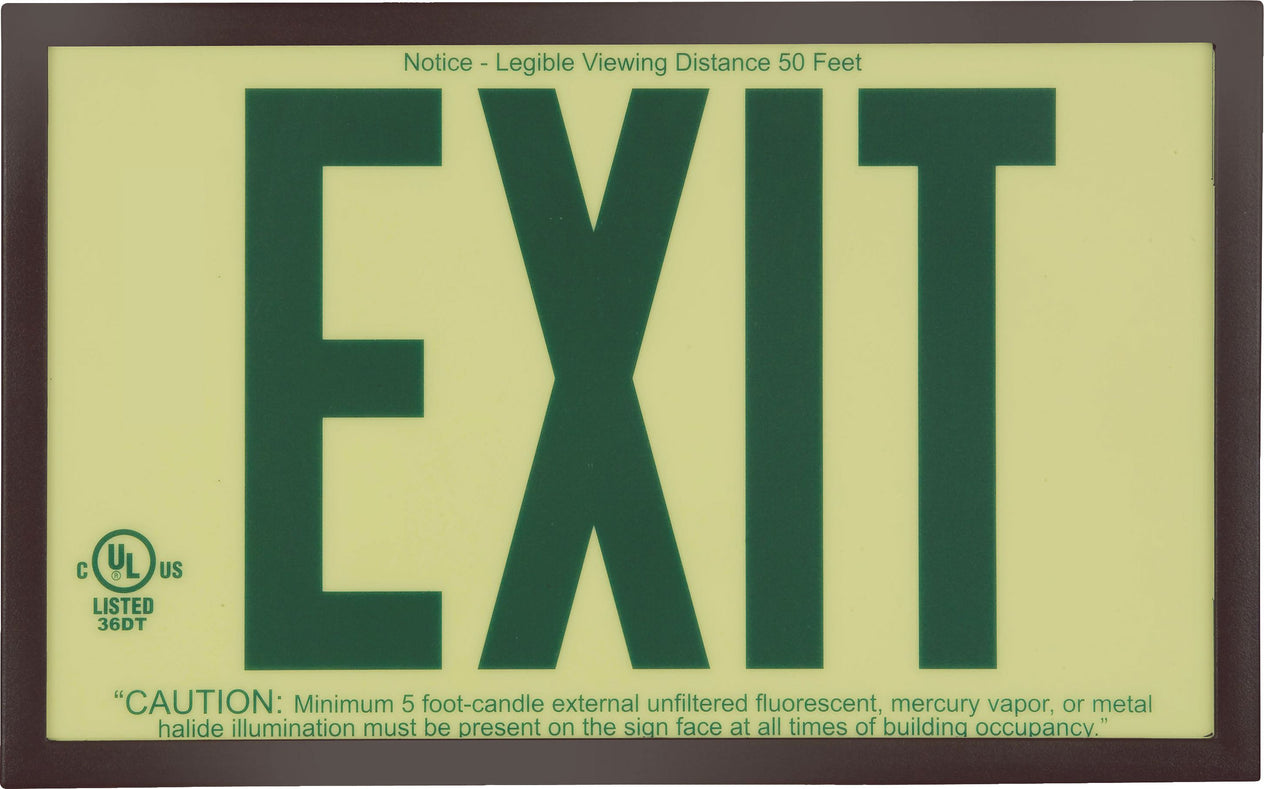 Notice - Legible Viewing Distance 50 Feet
EXIT
C UL® US
LISTED
36DT
“CAUTION: Minimum 5 foot-candle external unfiltered fluorescent, mercury vapor, or metal
halide illumination must be present on the sign face at all times of building occupancy.”